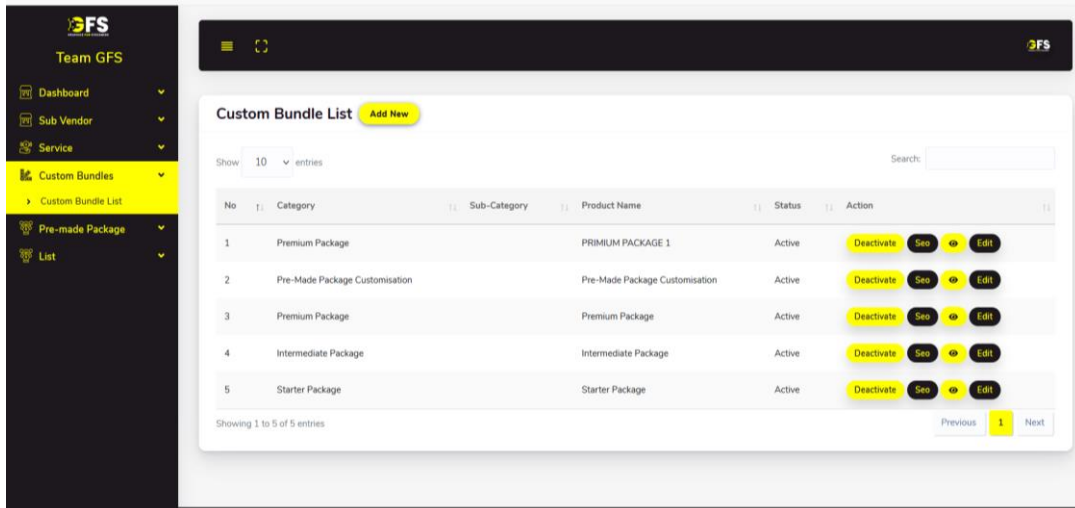 GFS
Team GFS
GFS
Dashboard
Sub Vendor
Service
Custom Bundles
Custom Bundle List
Pre-made Package
List
Custom Bundle List Add New
Show 10 entries Search:
No Category Sub-Category Product Name Status Action
1 Premium Package PRIMIUM PACKAGE 1 Active Deactivate Seo Edit
2 Pre-Made Package Customisation Pre-Made Package Customisation Active Deactivate Seo Edit
3 Premium Package Premium Package Active Deactivate Seo Edit
4 Intermediate Package Intermediate Package Active Deactivate Seo Edit
5 Starter Package Starter Package Active Deactivate Seo Edit
Showing 1 to 5 of 5 entries Previous 1 Next